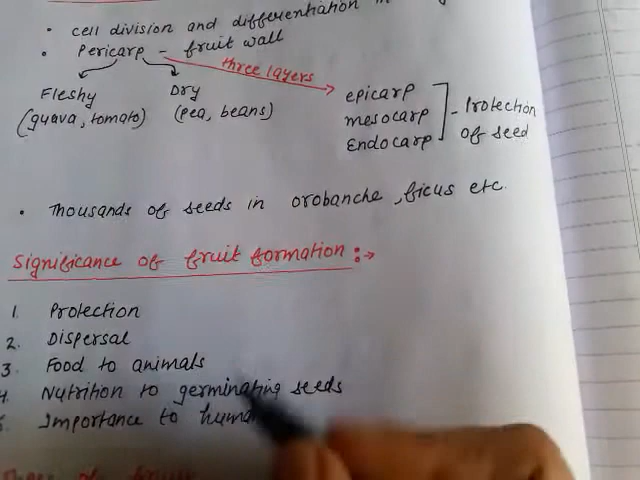 • cell division and differentiation in
• Pericarp - fruit wall
three layers
Fleshy
(guava, tomato)
Dry
(pea, beans)
epicarp
mesocarp
Endocarp
- Protection
of seed
• Thousands of seeds in orobanche, ficus etc.
Significance of fruit formation :→
1. Protection
2. Dispersal
3. Food to animals
4. Nutrition to germinating seeds
Importance to